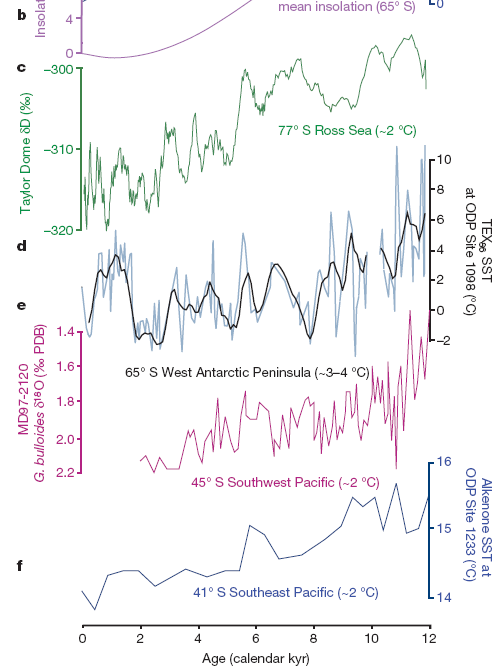 b
Insolat
4
0
mean insolation (65° S)
0
c
Taylor Dome δD (‰)
−300
−310
−320
77° S Ross Sea (~2 °C)
d
10
8
6
4
2
0
−2
TEX86 SST
at ODP Site 1098 (°C)
65° S West Antarctic Peninsula (~3–4 °C)
e
MD97-2120
G. bulloides δ18O (‰ PDB)
1.4
1.6
1.8
2.0
2.2
45° S Southwest Pacific (~2 °C)
16
15
14
Alkenone SST at
ODP Site 1233 (°C)
f
41° S Southeast Pacific (~2 °C)
0 2 4 6 8 10 12
Age (calendar kyr)